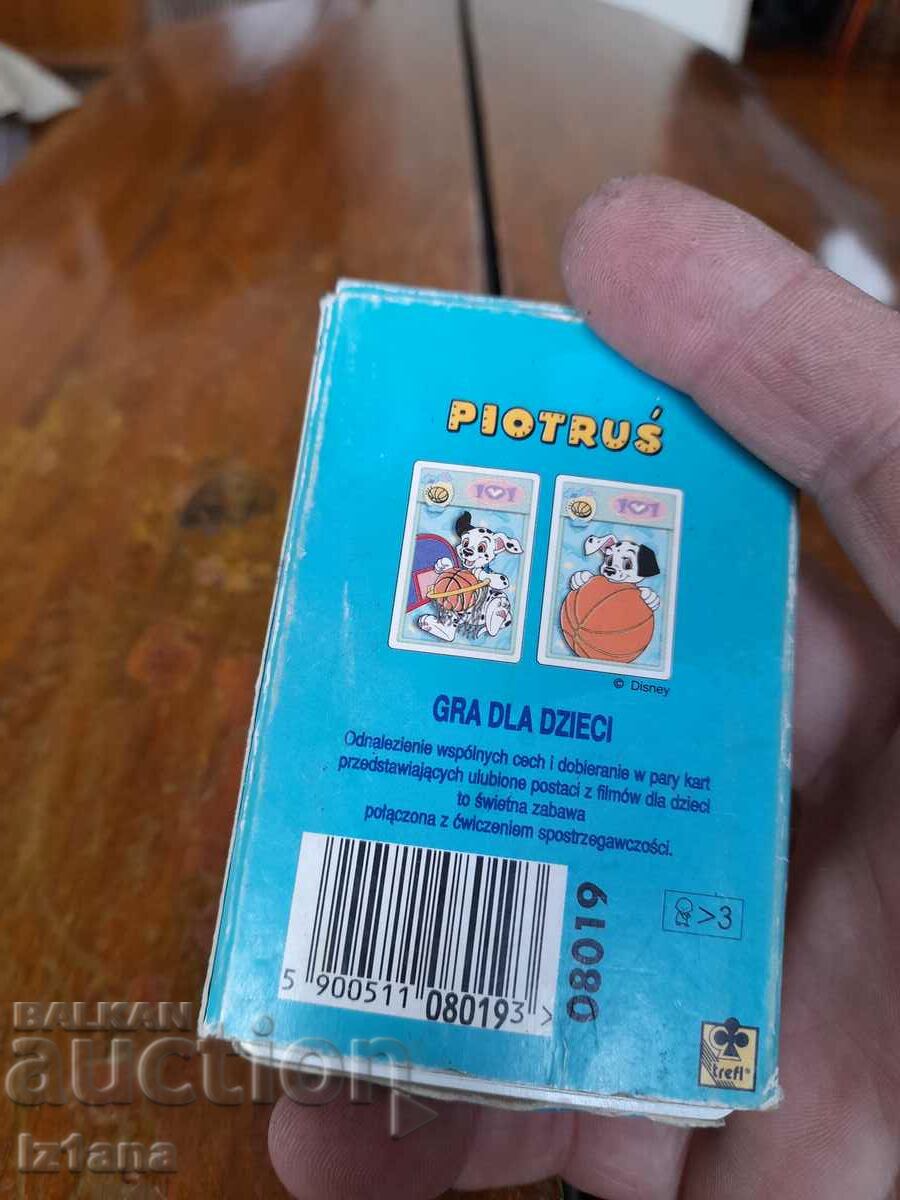 PIOTRUŚ
101 101
© Disney
GRA DLA DZIECI
Odnalezienie wspólnych cech i dobieranie w pary kart
przedstawiających ulubione postaci z filmów dla dzieci
to świetna zabawa
połączona z ćwiczeniem spostrzegawczości.
>3
08019
5 900511 080193 >
trefl®
BALKAN
auction
Iz1ana